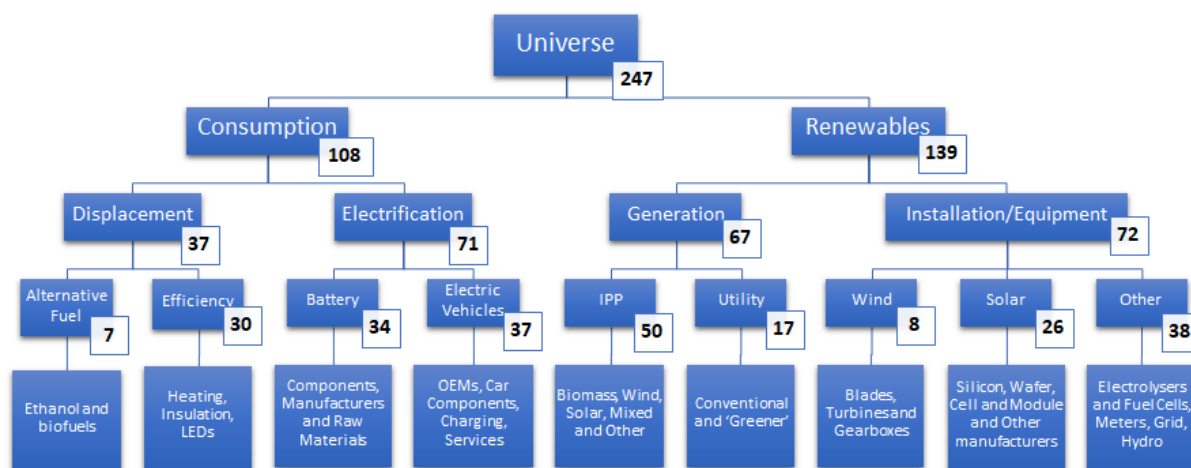 Universe
247
Consumption
108
Renewables
139
Displacement
37
Electrification
71
Generation
67
Installation/Equipment
72
Alternative
Fuel
7
Efficiency
30
Battery
34
Electric
Vehicles
37
IPP
50
Utility
17
Wind
8
Solar
26
Other
38
Ethanol and
biofuels
Heating,
Insulation,
LEDs
Components,
Manufacturers
and Raw
Materials
OEMs, Car
Components,
Charging,
Services
Biomass, Wind,
Solar, Mixed
and Other
Conventional
and ‘Greener’
Blades,
Turbines and
Gearboxes
Silicon, Wafer,
Cell and Module
and Other
manufacturers
Electrolysers
and Fuel Cells,
Meters, Grid,
Hydro